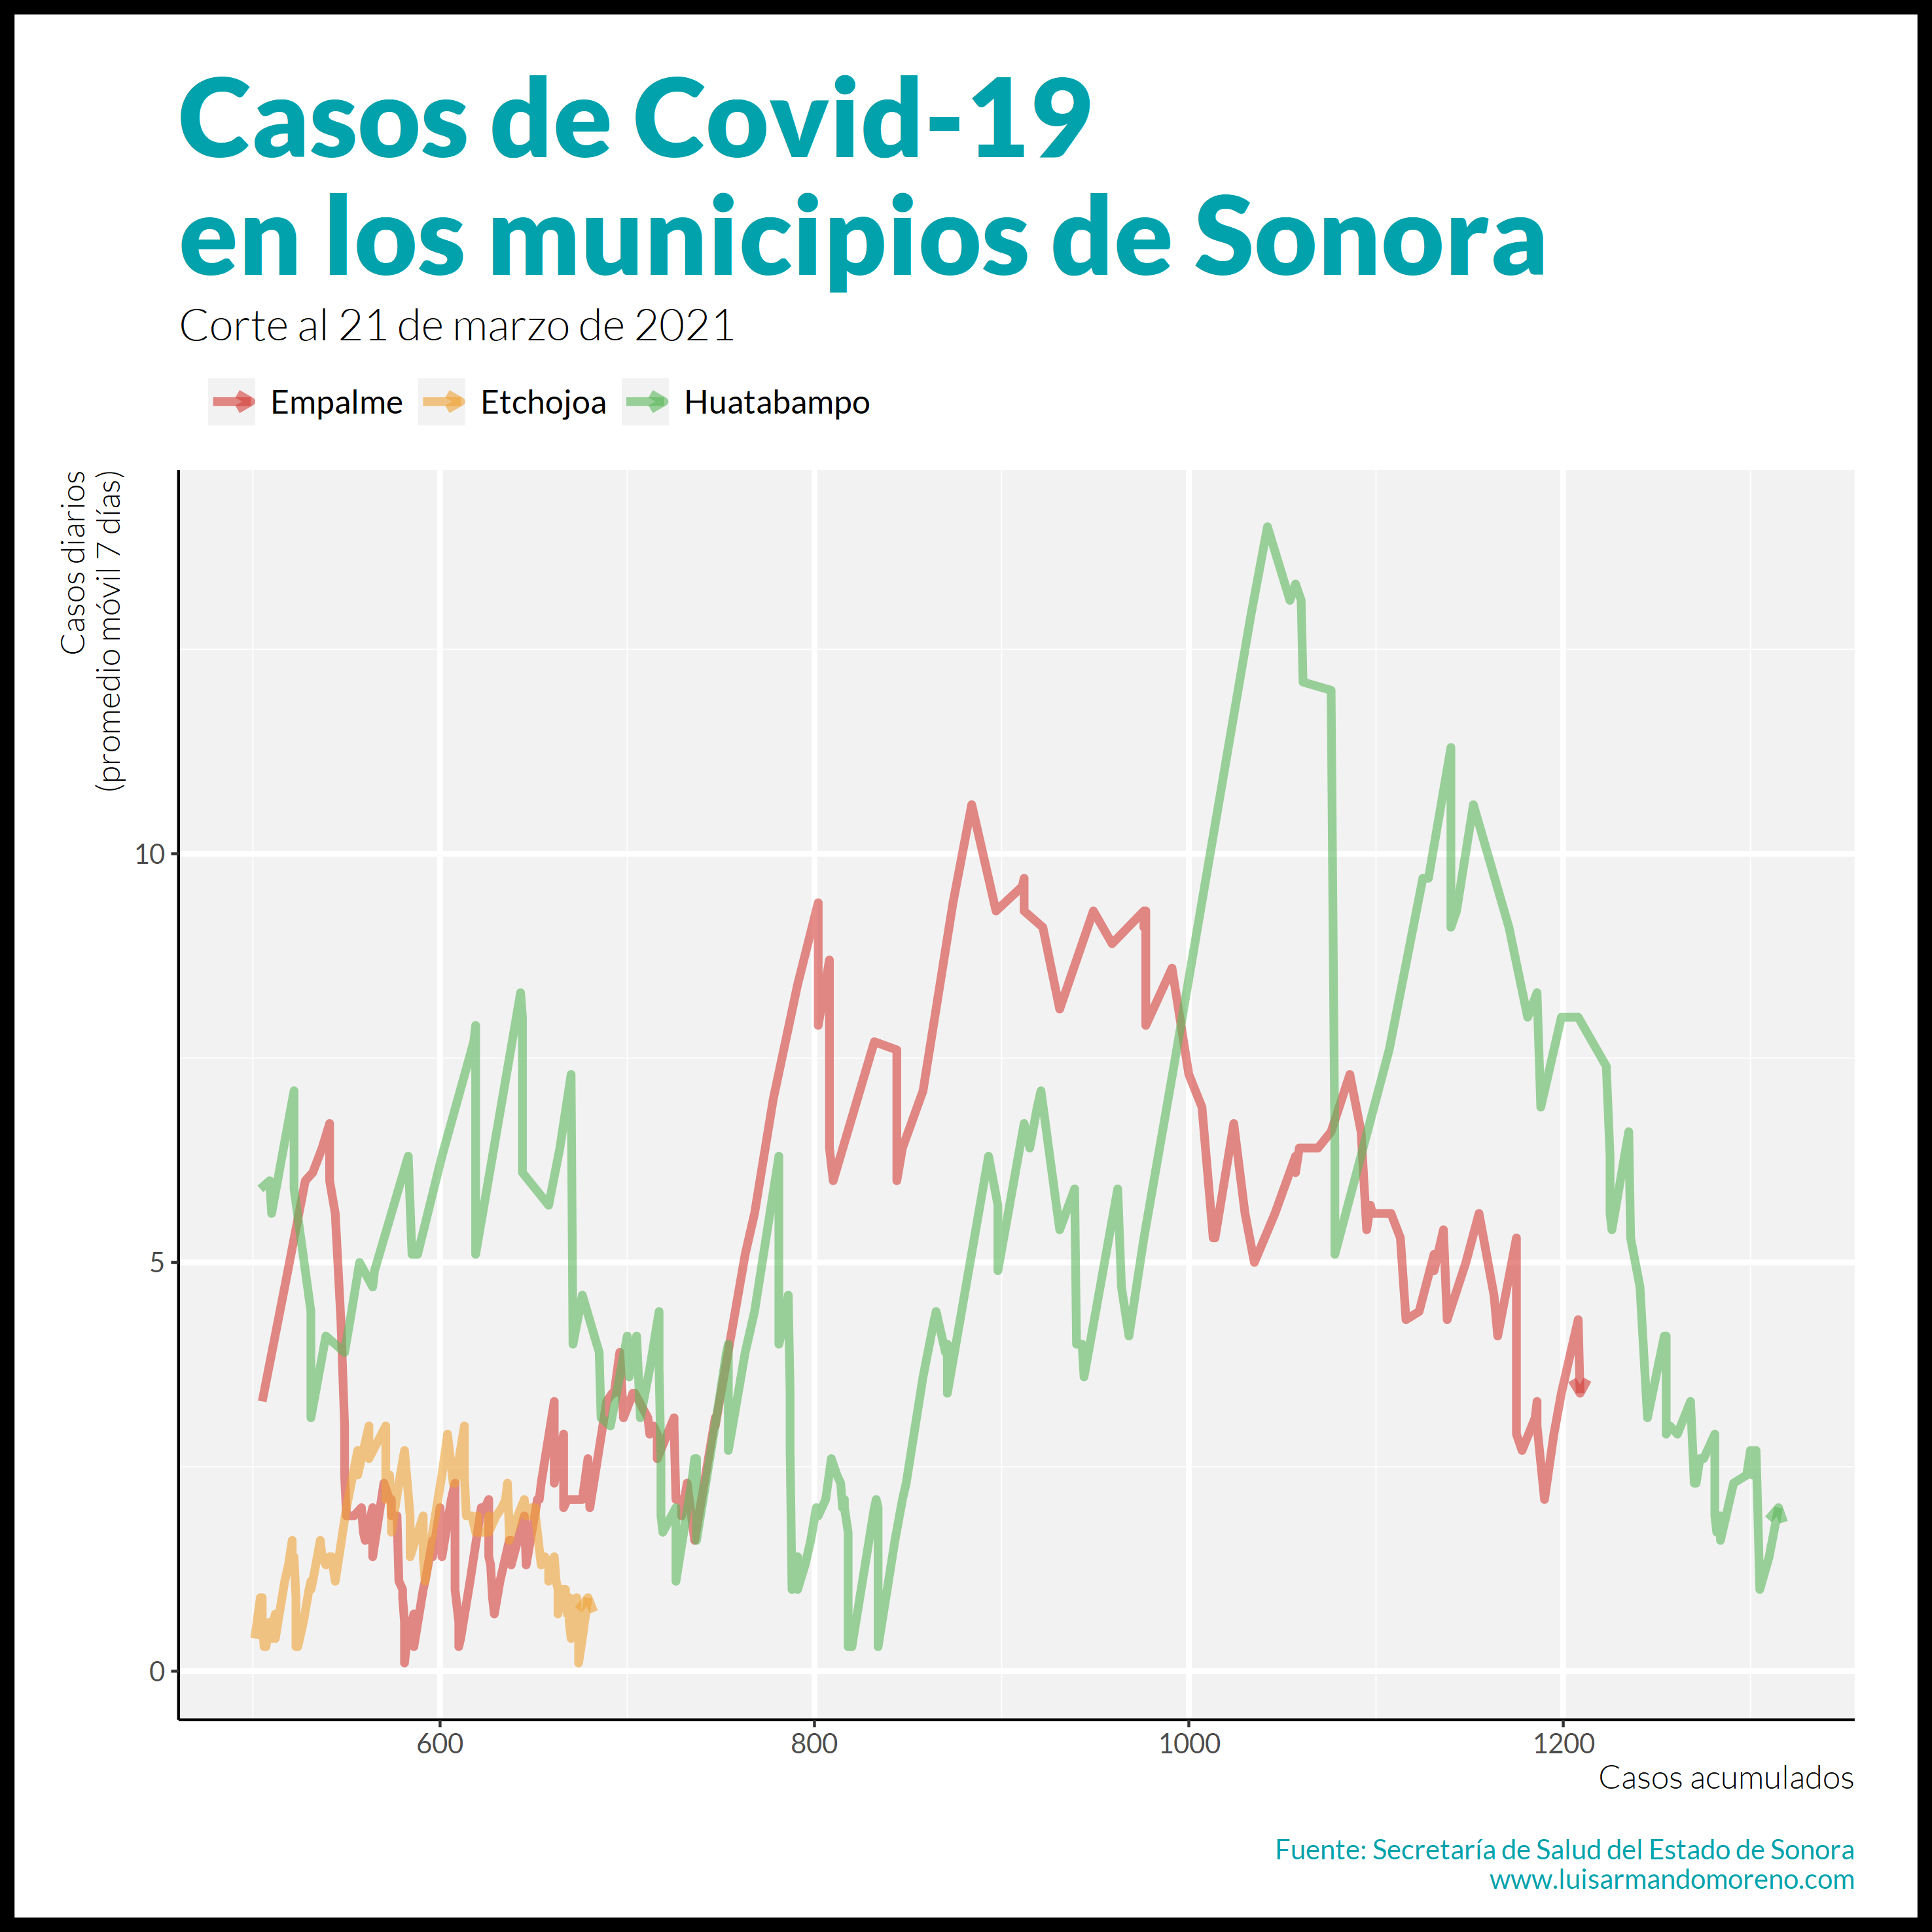 Casos de Covid-19
en los municipios de Sonora
Corte al 21 de marzo de 2021
Empalme Etchojoa Huatabampo
Casos diarios
(promedio móvil 7 días)
10
5
0
600 800 1000 1200
Casos acumulados
Fuente: Secretaría de Salud del Estado de Sonora
www.luisarmandomoreno.com